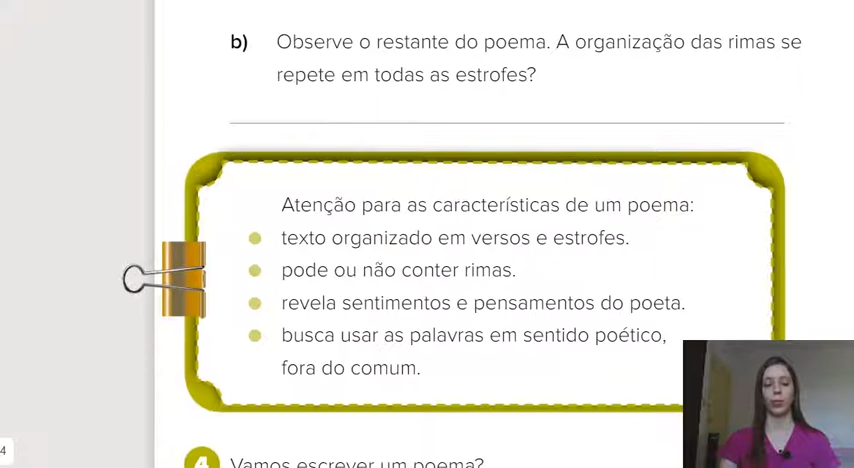 b) Observe o restante do poema. A organização das rimas se
repete em todas as estrofes?
Atenção para as características de um poema:
texto organizado em versos e estrofes.
pode ou não conter rimas.
revela sentimentos e pensamentos do poeta.
busca usar as palavras em sentido poético,
fora do comum.
4
4 Vamos escrever um poema?